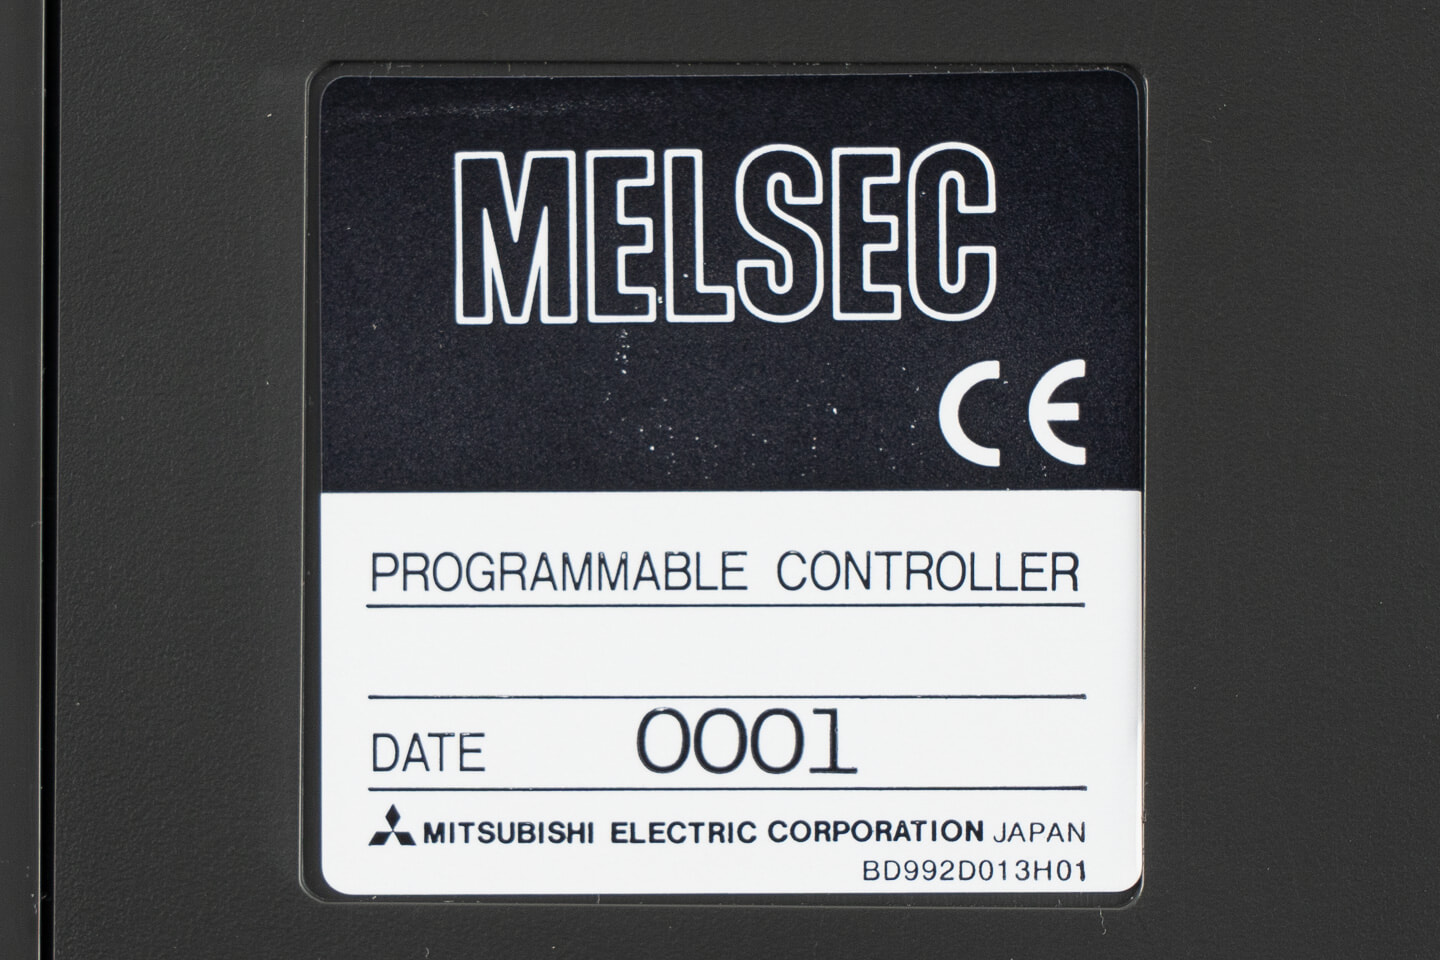 MELSEC
CE
PROGRAMMABLE CONTROLLER
DATE 0001
MITSUBISHI ELECTRIC CORPORATION JAPAN
BD992D013H01